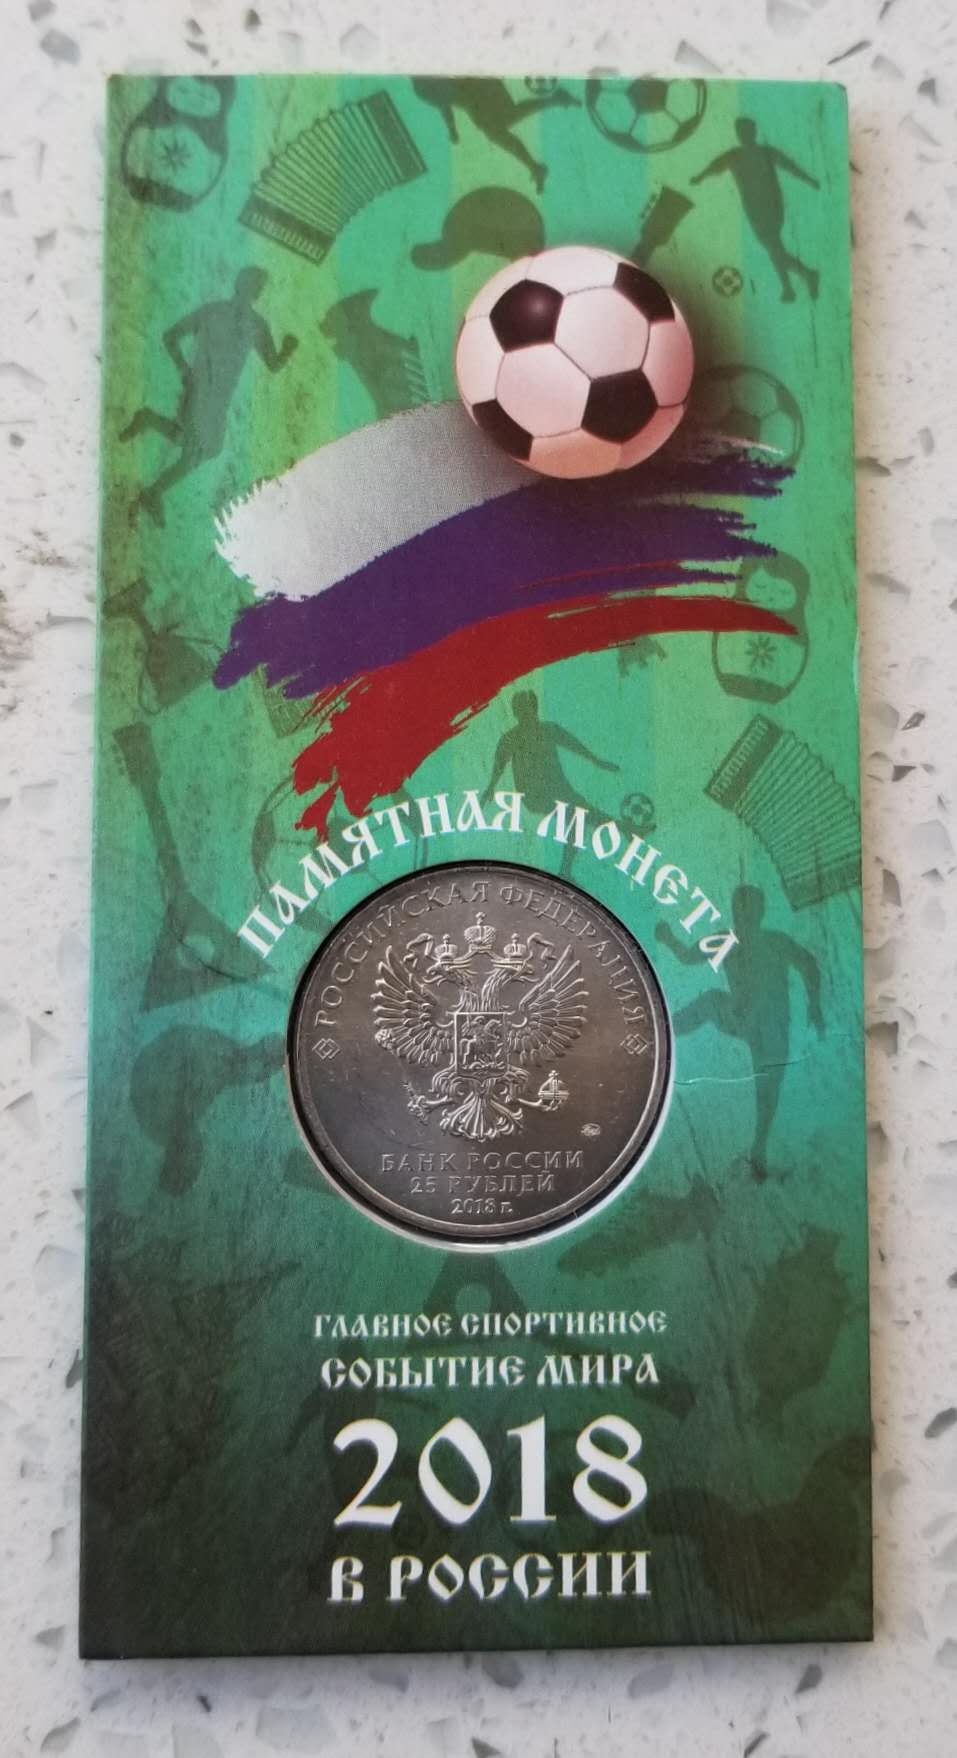 ПАМЯТНАЯ МОНЕТА
РОССИЙСКАЯ ФЕДЕРАЦИЯ
БАНК РОССИИ
25 РУБЛЕЙ
2018 г.
ГЛАВНОЕ СПОРТИВНОЕ
СОБЫТИЕ МИРА
2018
В РОССИИ